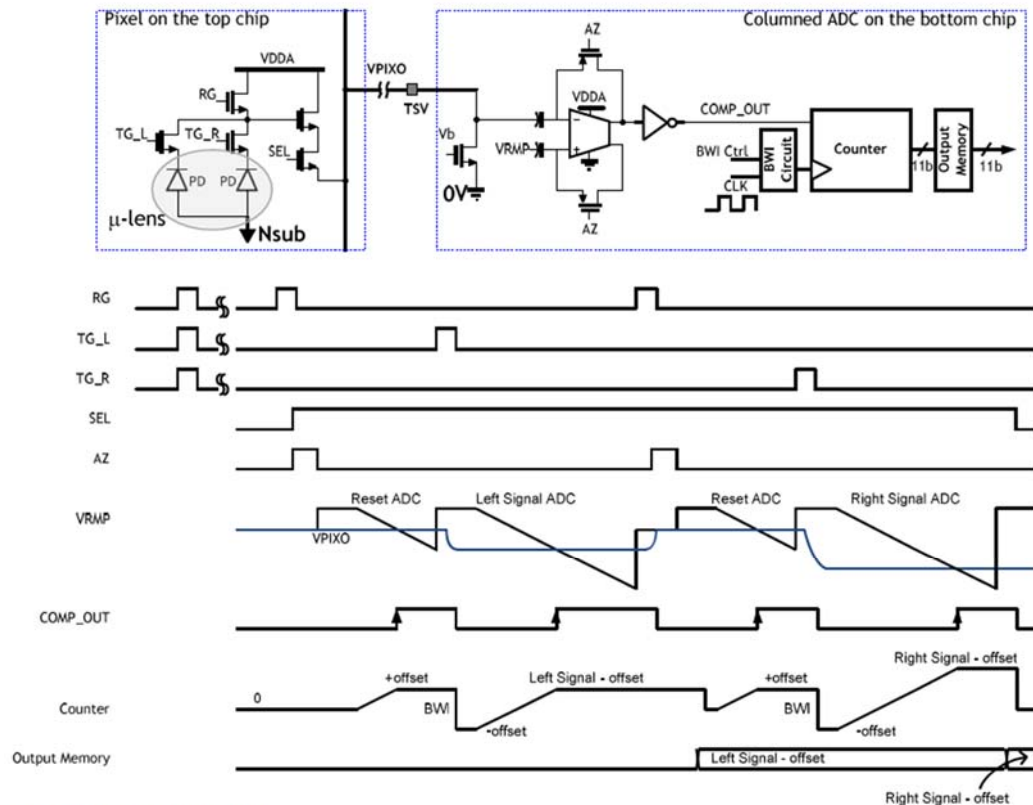 Pixel on the top chip
Columned ADC on the bottom chip
VDDA
RG
TG_L
TG_R
SEL
PD
PD
μ-lens
Nsub
VPIXO
TSV
Vb
0V
AZ
VDDA
−
+
VRMP
AZ
COMP_OUT
BWI Ctrl
CLK
BWI Circuit
Counter
11b
Output Memory
11b
RG
TG_L
TG_R
SEL
AZ
VRMP
VPIXO
Reset ADC
Left Signal ADC
Reset ADC
Right Signal ADC
COMP_OUT
Counter
0
+offset
BWI
-offset
Left Signal - offset
+offset
BWI
-offset
Right Signal - offset
Output Memory
Left Signal - offset
Right Signal - offset